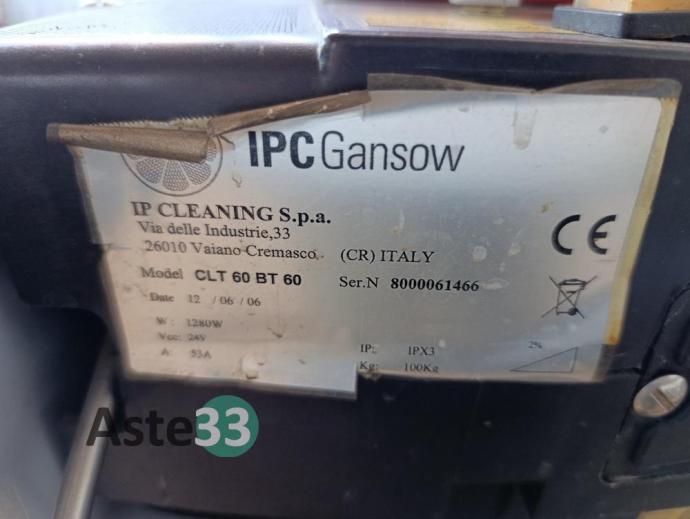 IPC Gansow
IP CLEANING S.p.a.
Via delle Industrie,33
26010 Vaiano Cremasco (CR) ITALY
Model CLT 60 BT 60 Ser.N 8000061466
Date 12 / 06 / 06
W : 1280W
Vcc: 24V
A: 53A
IP: IPX3
Kg: 100Kg
2%
CE
Aste33